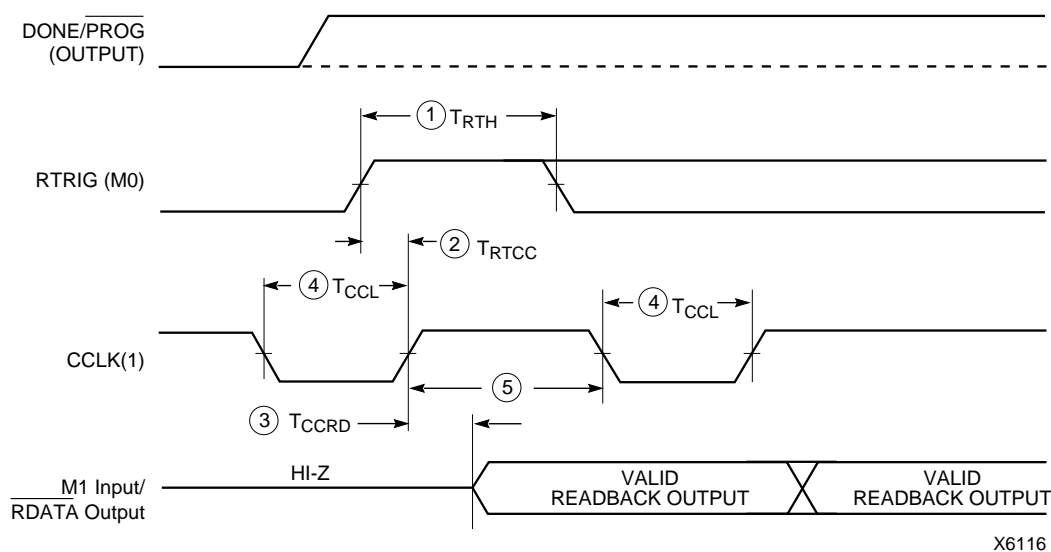 DONE/PROG
(OUTPUT)
1 TRTH
RTRIG (M0)
2 TRTCC
4 TCCL
4 TCCL
CCLK(1)
5
3 TCCRD
HI-Z
M1 Input/
RDATA Output
VALID
READBACK OUTPUT
VALID
READBACK OUTPUT
X6116